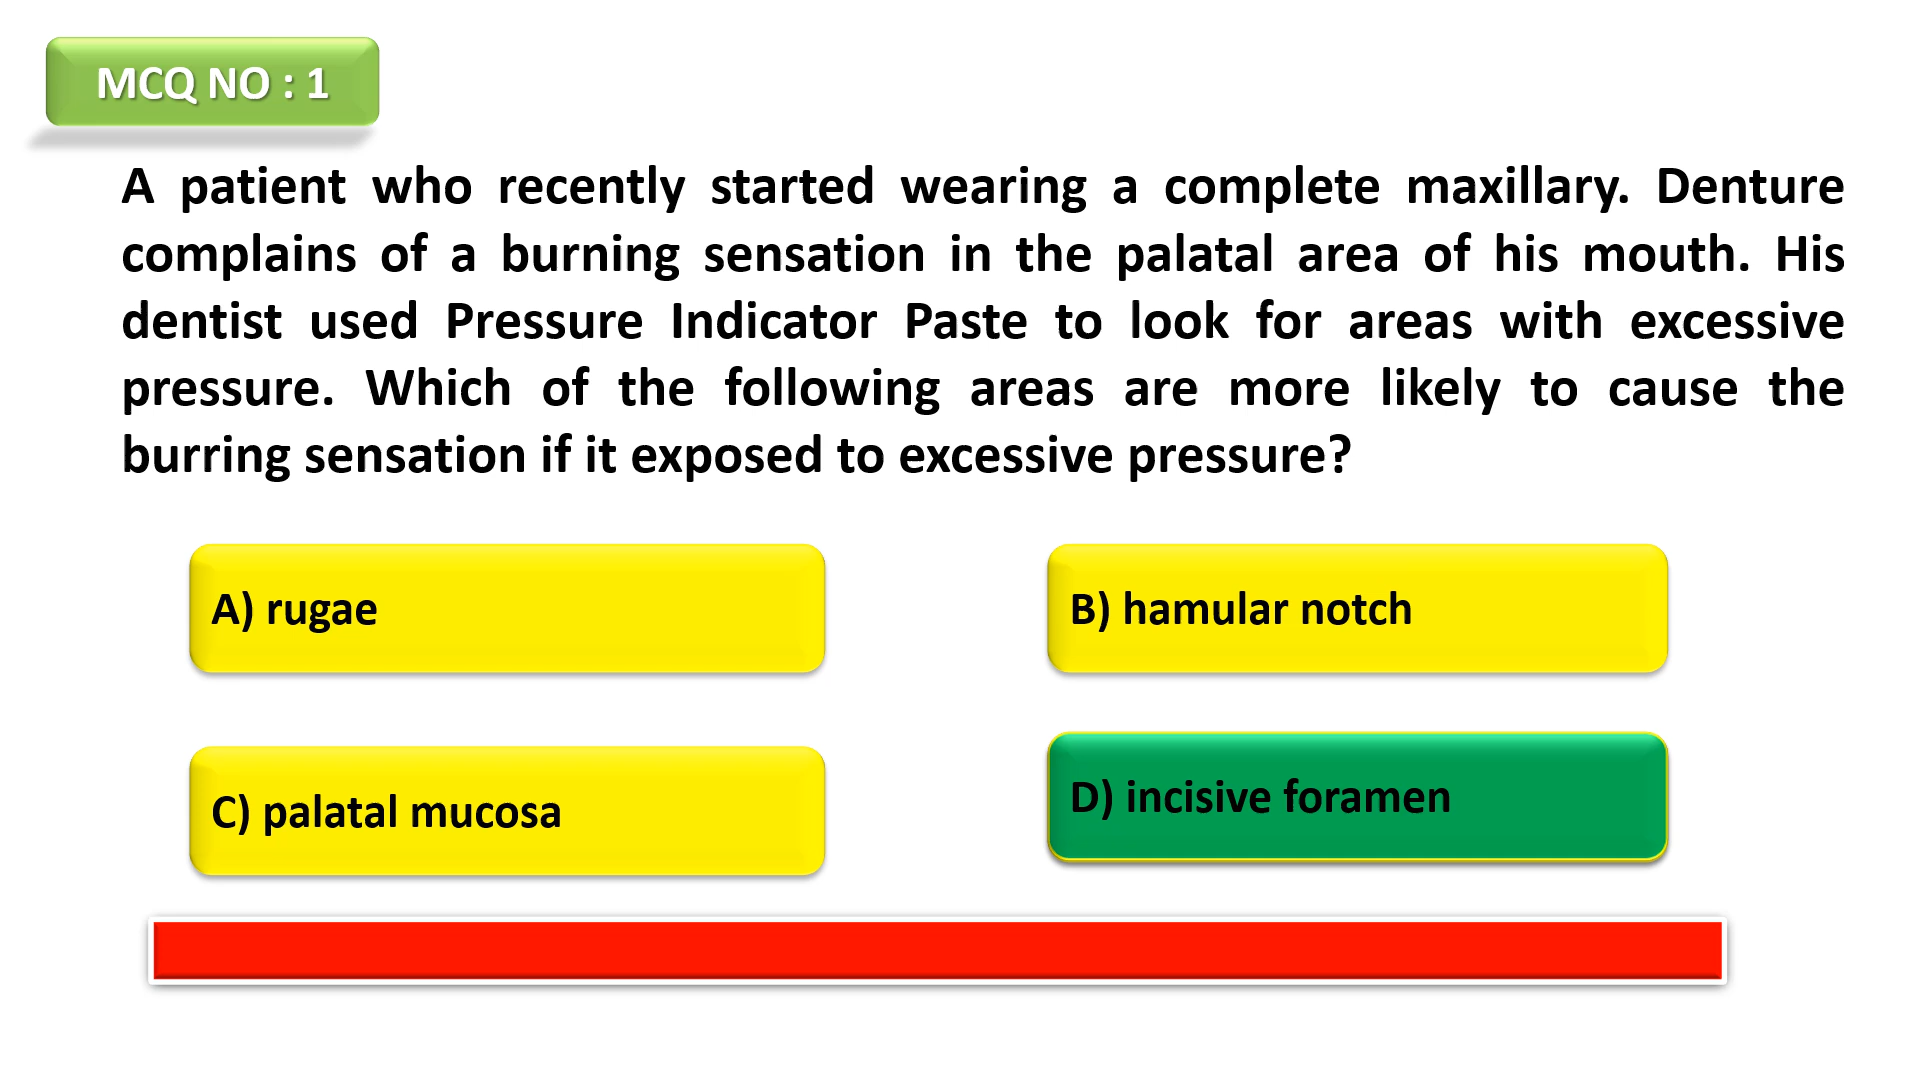 MCQ NO : 1
A patient who recently started wearing a complete maxillary. Denture
complains of a burning sensation in the palatal area of his mouth. His
dentist used Pressure Indicator Paste to look for areas with excessive
pressure. Which of the following areas are more likely to cause the
burring sensation if it exposed to excessive pressure?
A) rugae
B) hamular notch
C) palatal mucosa
D) incisive foramen